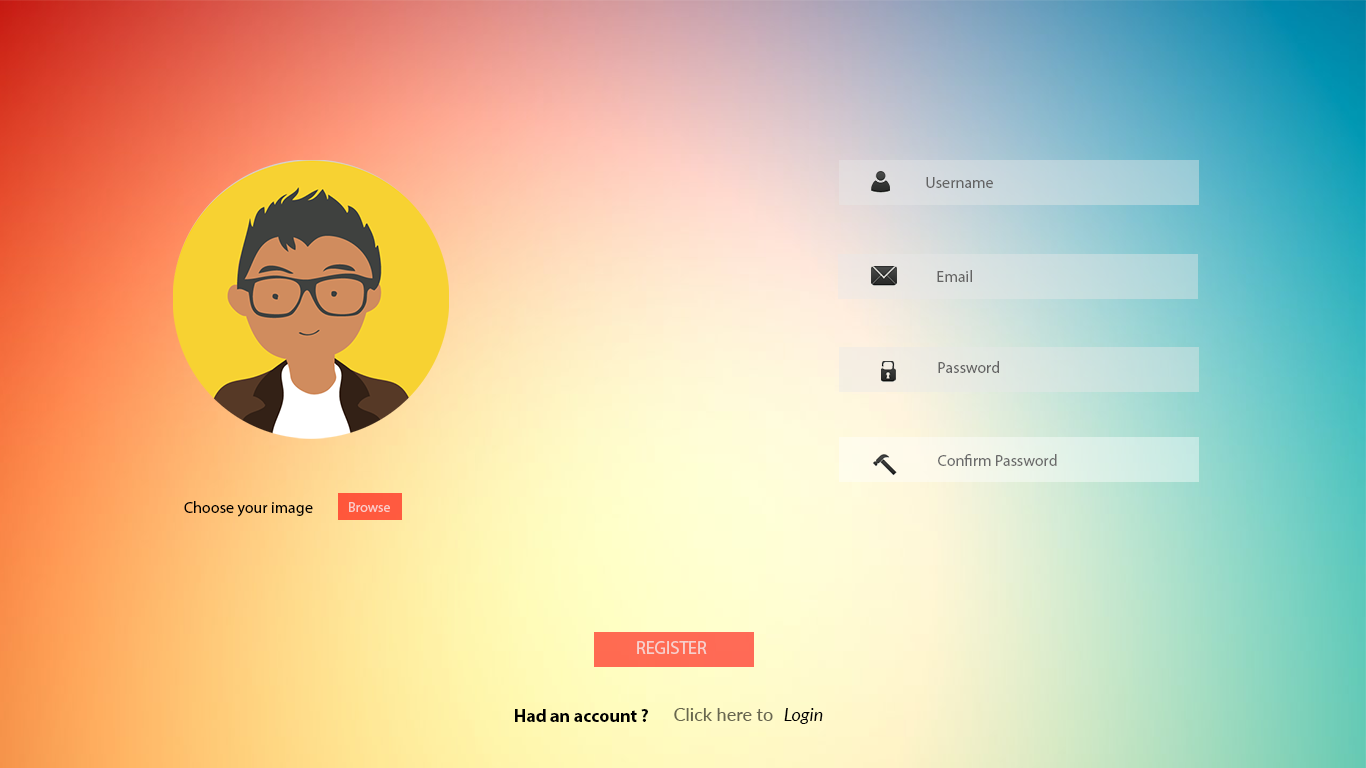 Username
Email
Password
Confirm Password
Choose your image Browse
REGISTER
Had an account ? Click here to Login